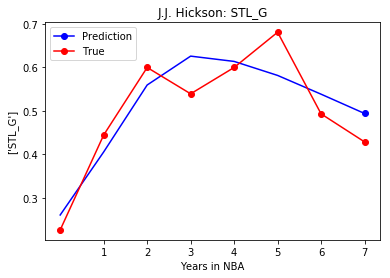 J.J. Hickson: STL_G
Prediction
True
0.7
0.6
0.5
0.4
0.3
['STL_G']
1 2 3 4 5 6 7
Years in NBA